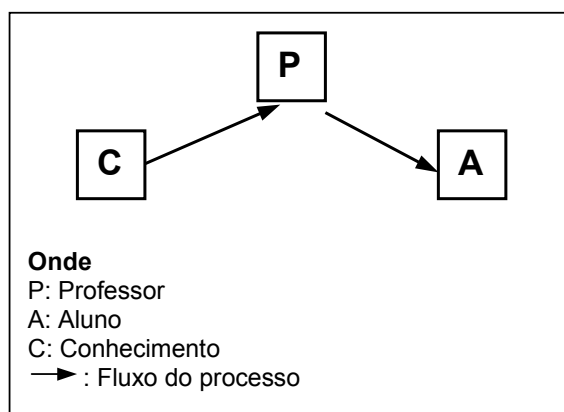 P
C
A
Onde
P: Professor
A: Aluno
C: Conhecimento
: Fluxo do processo